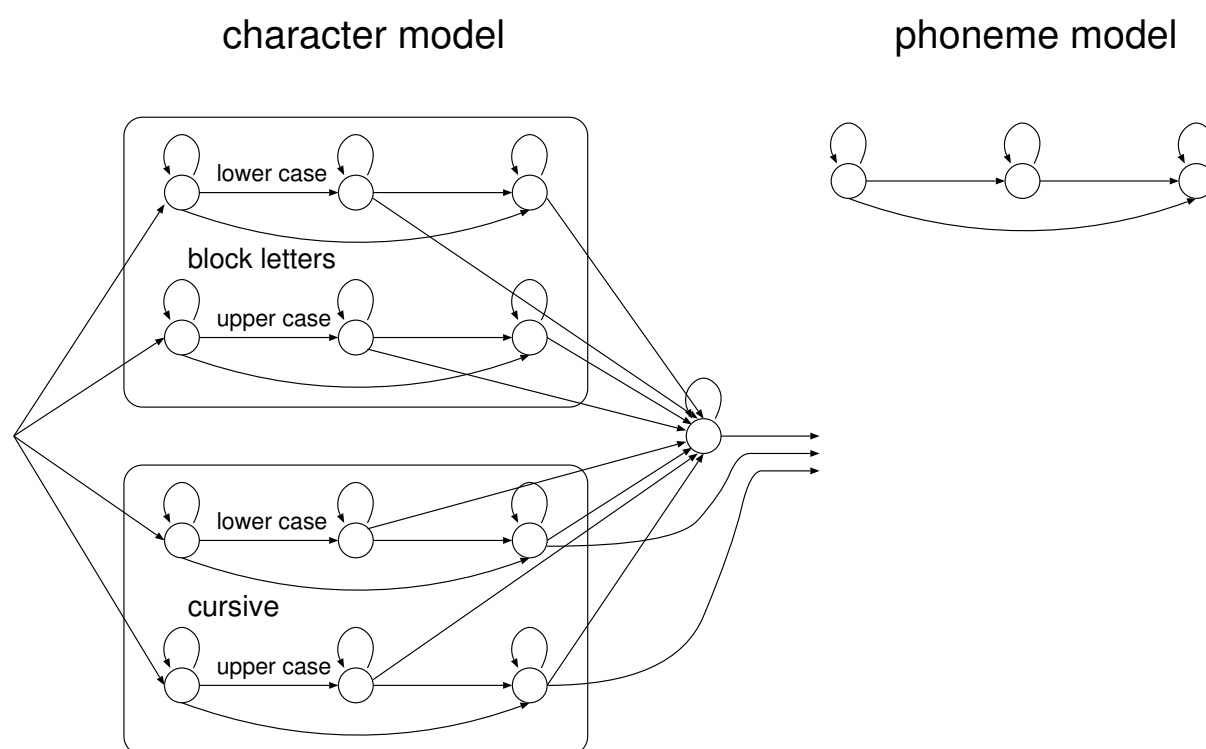 character model
phoneme model
lower case
block letters
upper case
lower case
cursive
upper case